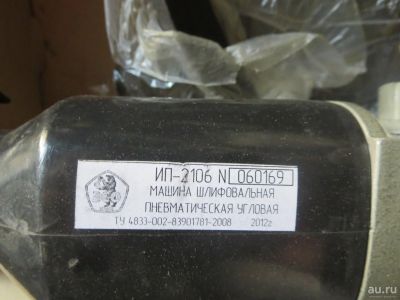 ИП-2106 N 060169
МАШИНА ШЛИФОВАЛЬНАЯ
ПНЕВМАТИЧЕСКАЯ УГЛОВАЯ
ТУ 4833-002-83901781-2008 2012г
au.ru